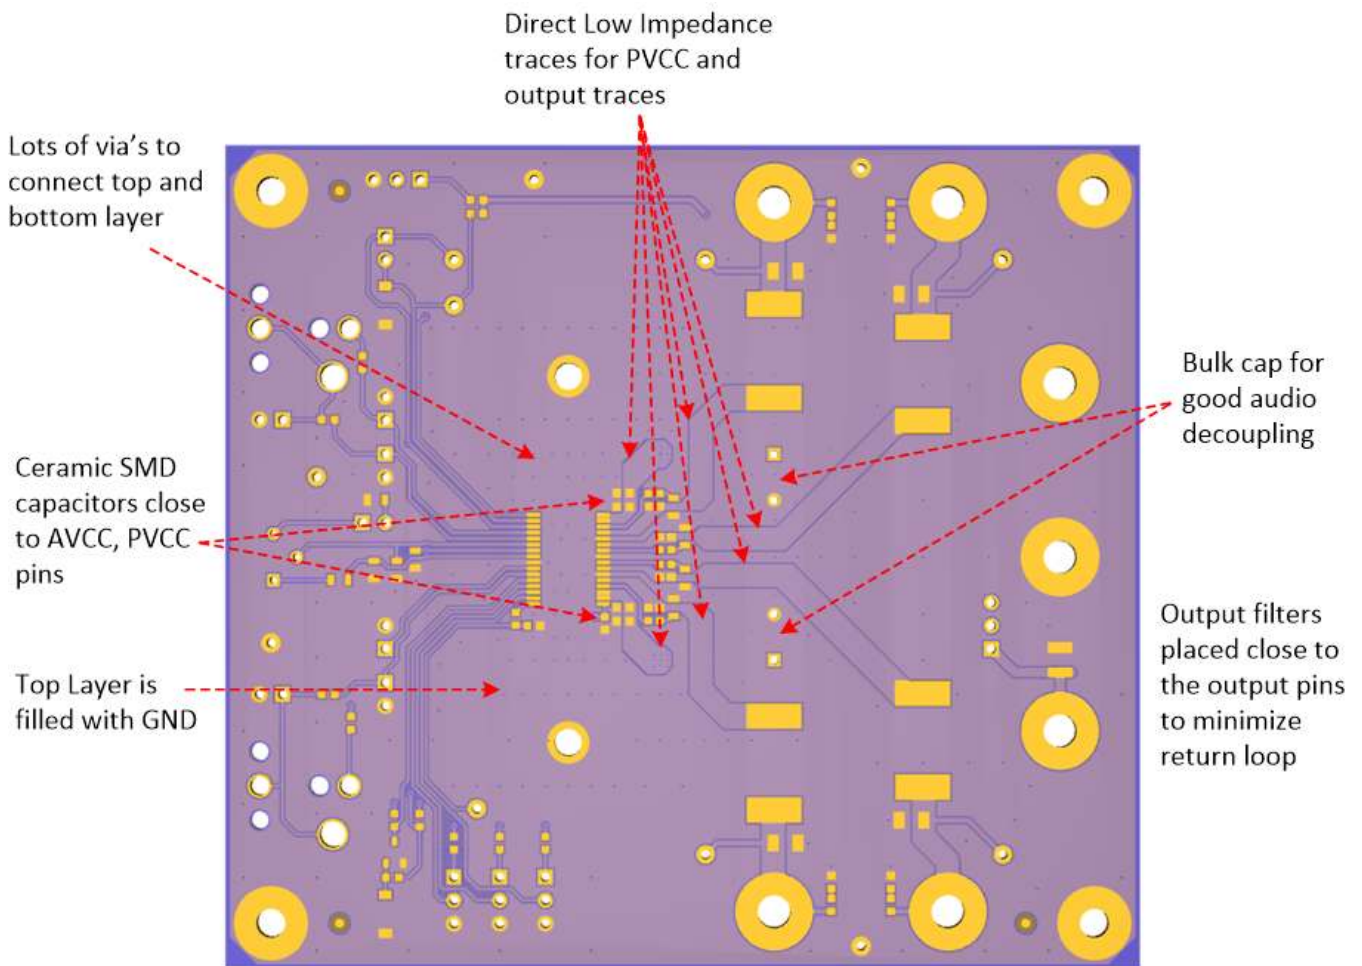 Direct Low Impedance
traces for PVCC and
output traces
Lots of via's to
connect top and
bottom layer
Bulk cap for
good audio
decoupling
Ceramic SMD
capacitors close
to AVCC, PVCC
pins
Output filters
placed close to
the output pins
to minimize
return loop
Top Layer is
filled with GND